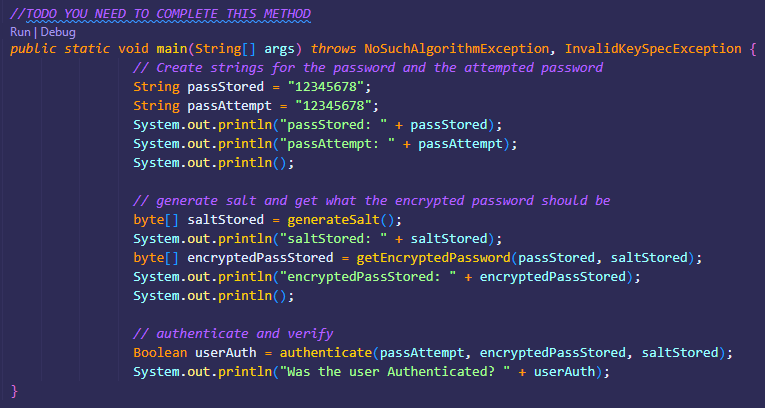 //TODO YOU NEED TO COMPLETE THIS METHOD
Run | Debug
public static void main(String[] args) throws NoSuchAlgorithmException, InvalidKeySpecException {
// Create strings for the password and the attempted password
String passStored = "12345678";
String passAttempt = "12345678";
System.out.println("passStored: " + passStored);
System.out.println("passAttempt: " + passAttempt);
System.out.println();
// generate salt and get what the encrypted password should be
byte[] saltStored = generateSalt();
System.out.println("saltStored: " + saltStored);
byte[] encryptedPassStored = getEncryptedPassword(passStored, saltStored);
System.out.println("encryptedPassStored: " + encryptedPassStored);
System.out.println();
// authenticate and verify
Boolean userAuth = authenticate(passAttempt, encryptedPassStored, saltStored);
System.out.println("Was the user Authenticated? " + userAuth);
}